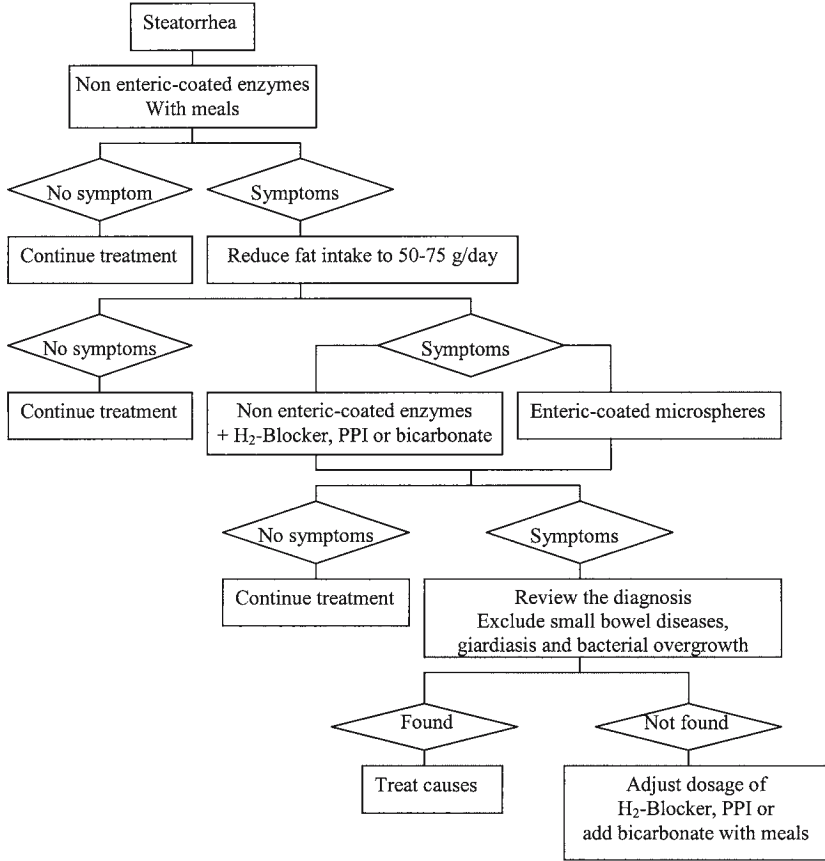 Steatorrhea
Non enteric-coated enzymes
With meals
No symptom
Symptoms
Continue treatment
Reduce fat intake to 50-75 g/day
No symptoms
Symptoms
Continue treatment
Non enteric-coated enzymes
+ H₂-Blocker, PPI or bicarbonate
Enteric-coated microspheres
No symptoms
Symptoms
Continue treatment
Review the diagnosis
Exclude small bowel diseases,
giardiasis and bacterial overgrowth
Found
Not found
Treat causes
Adjust dosage of
H₂-Blocker, PPI or
add bicarbonate with meals